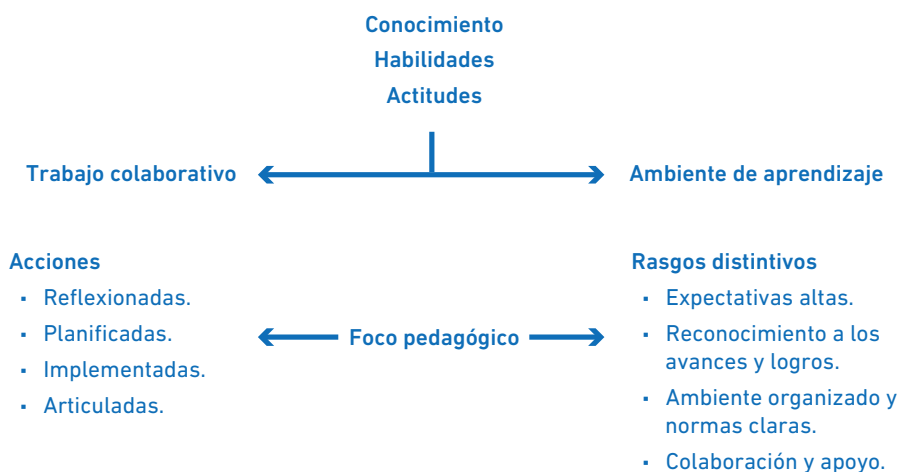 Conocimiento
Habilidades
Actitudes
Trabajo colaborativo
Ambiente de aprendizaje
Acciones
▪ Reflexionadas.
▪ Planificadas.
▪ Implementadas.
▪ Articuladas.
Foco pedagógico
Rasgos distintivos
▪ Expectativas altas.
▪ Reconocimiento a los
avances y logros.
▪ Ambiente organizado y
normas claras.
▪ Colaboración y apoyo.